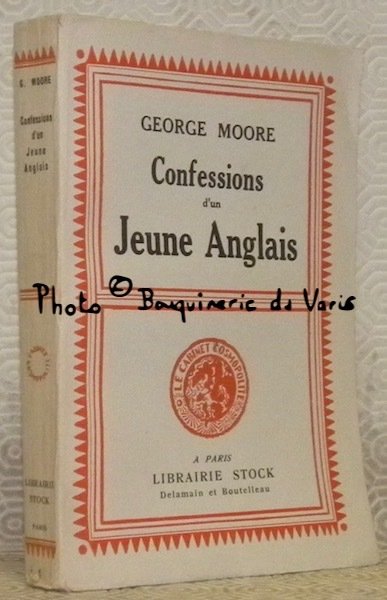 G. MOORE
Confessions
d'un
Jeune
Anglais
LIBRAIRIE
STOCK
PARIS
GEORGE MOORE
Confessions
d'un
Jeune Anglais
Photo © Bouquinerie du Varis
LE CABINET COSMOPOLITE
A PARIS
LIBRAIRIE STOCK
Delamain et Boutelleau